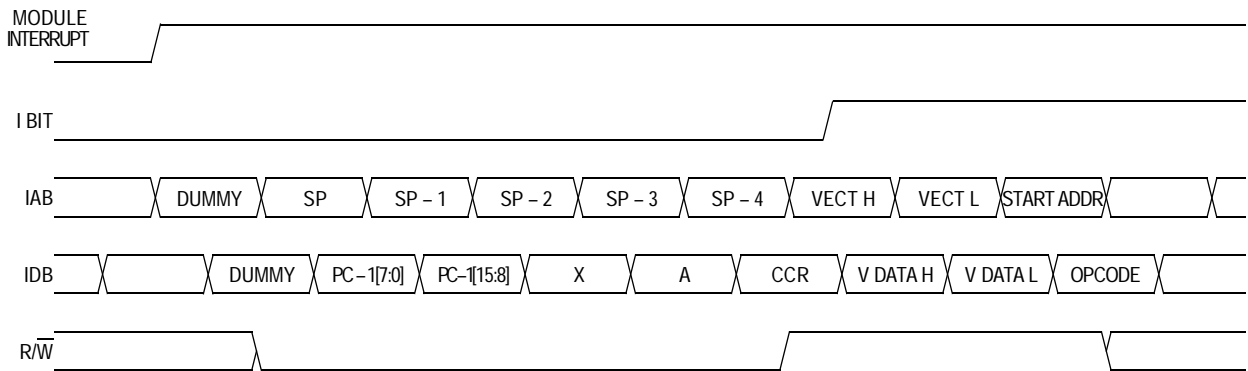 MODULE
INTERRUPT
I BIT
IAB DUMMY SP SP – 1 SP – 2 SP – 3 SP – 4 VECT H VECT L START ADDR
IDB DUMMY PC – 1[7:0] PC–1[15:8] X A CCR V DATA H V DATA L OPCODE
R/W̅